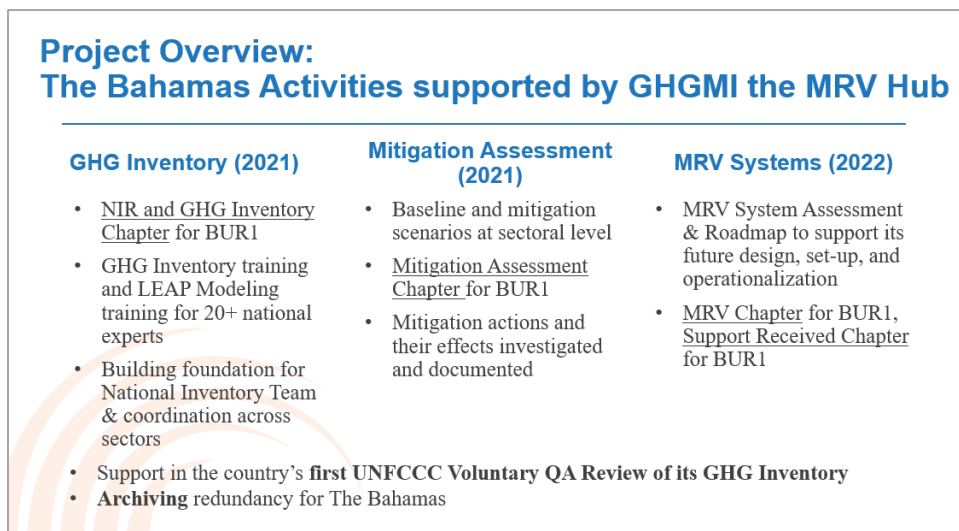 Project Overview:
The Bahamas Activities supported by GHGMI the MRV Hub
GHG Inventory (2021)
• NIR and GHG Inventory
Chapter for BUR1
• GHG Inventory training
and LEAP Modeling
training for 20+ national
experts
• Building foundation for
National Inventory Team
& coordination across
sectors
Mitigation Assessment
(2021)
• Baseline and mitigation
scenarios at sectoral level
• Mitigation Assessment
Chapter for BUR1
• Mitigation actions and
their effects investigated
and documented
MRV Systems (2022)
• MRV System Assessment
& Roadmap to support its
future design, set-up, and
operationalization
• MRV Chapter for BUR1,
Support Received Chapter
for BUR1
• Support in the country's first UNFCCC Voluntary QA Review of its GHG Inventory
• Archiving redundancy for The Bahamas